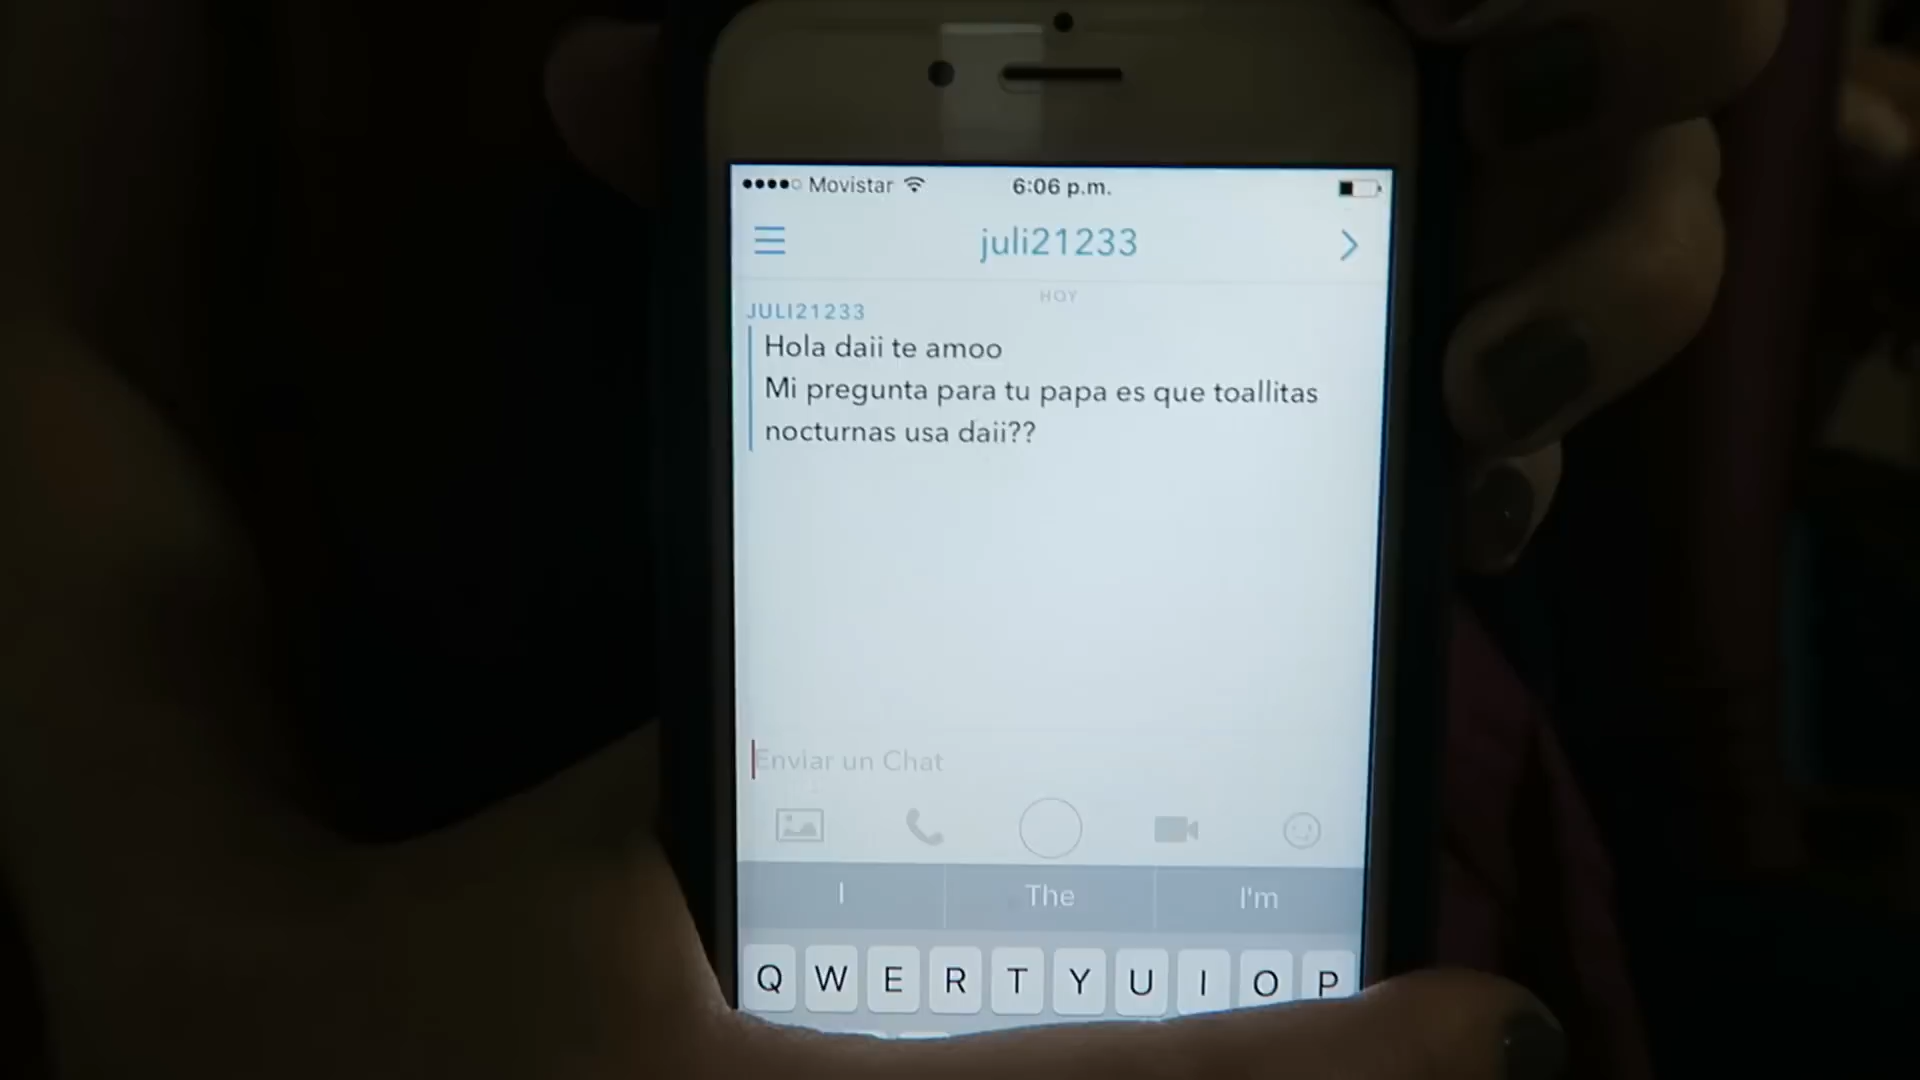 Movistar 6:06 p.m.
juli21233
HOY
JULI21233
Hola daii te amoo
Mi pregunta para tu papa es que toallitas
nocturnas usa daii??
Enviar un Chat
I The I'm
Q W E R T Y U I O P